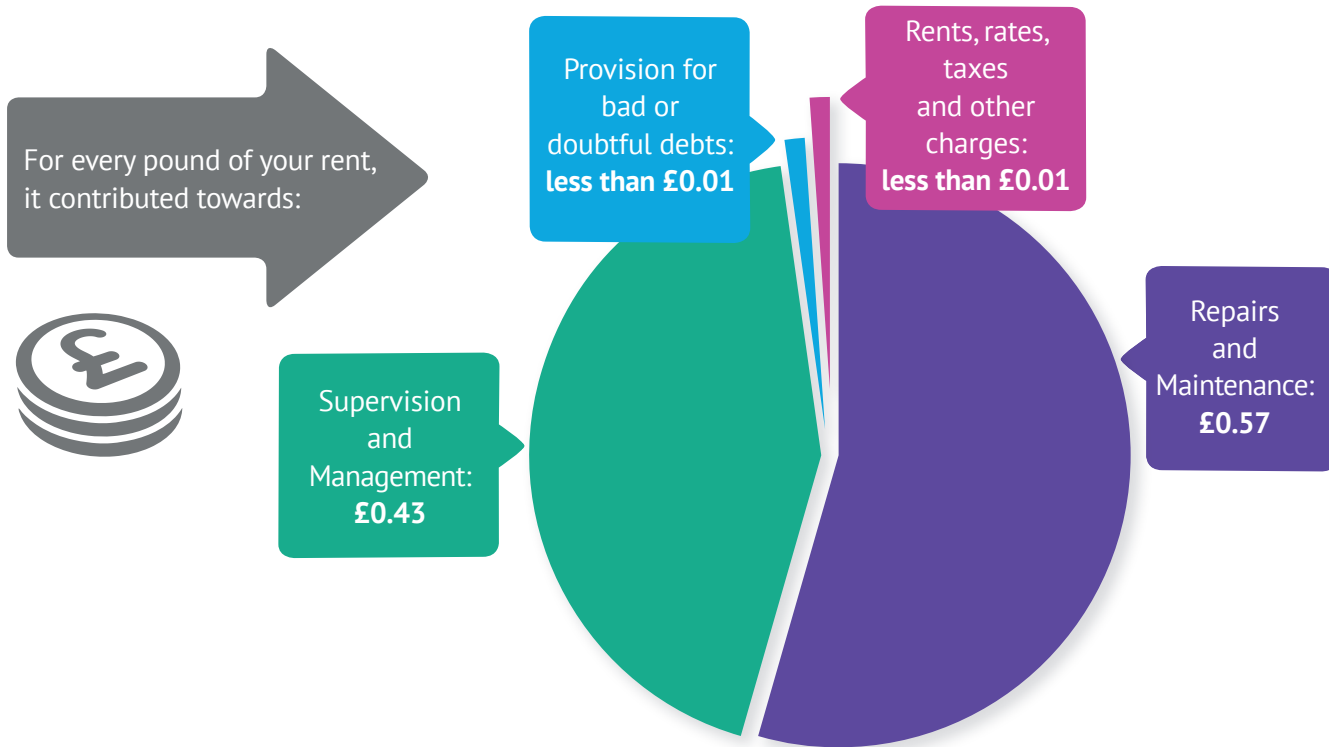 For every pound of your rent,
it contributed towards:
£
Provision for
bad or
doubtful debts:
less than £0.01
Rents, rates,
taxes
and other
charges:
less than £0.01
Supervision
and
Management:
£0.43
Repairs
and
Maintenance:
£0.57